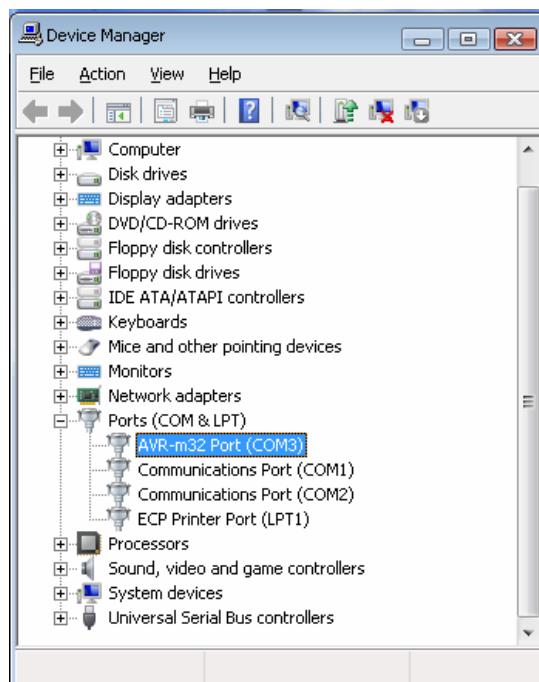 Device Manager
File Action View Help
Computer
Disk drives
Display adapters
DVD/CD-ROM drives
Floppy disk controllers
Floppy disk drives
IDE ATA/ATAPI controllers
Keyboards
Mice and other pointing devices
Monitors
Network adapters
Ports (COM & LPT)
AVR-m32 Port (COM3)
Communications Port (COM1)
Communications Port (COM2)
ECP Printer Port (LPT1)
Processors
Sound, video and game controllers
System devices
Universal Serial Bus controllers